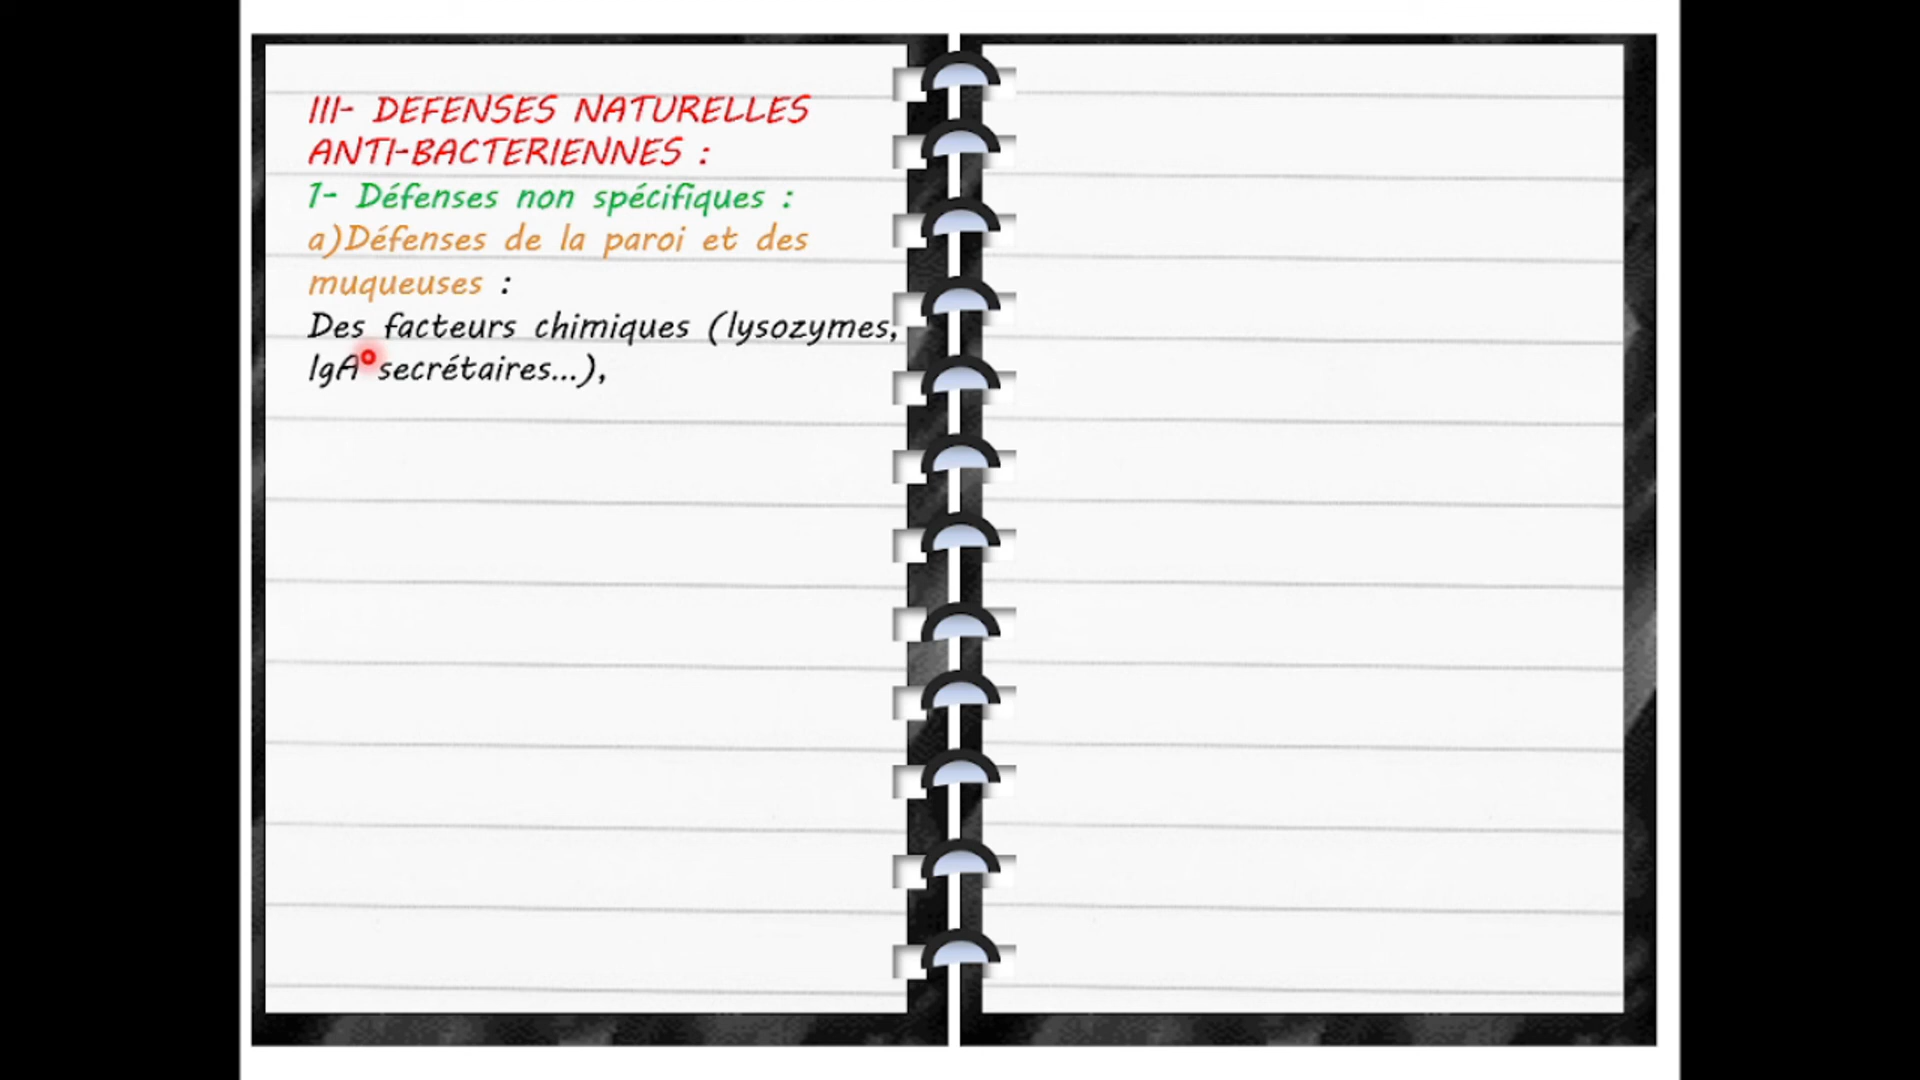 III- DEFENSES NATURELLES
ANTI-BACTERIENNES :
1- Défenses non spécifiques :
a)Défenses de la paroi et des
muqueuses :
Des facteurs chimiques (lysozymes,
IgA secrétaires...),